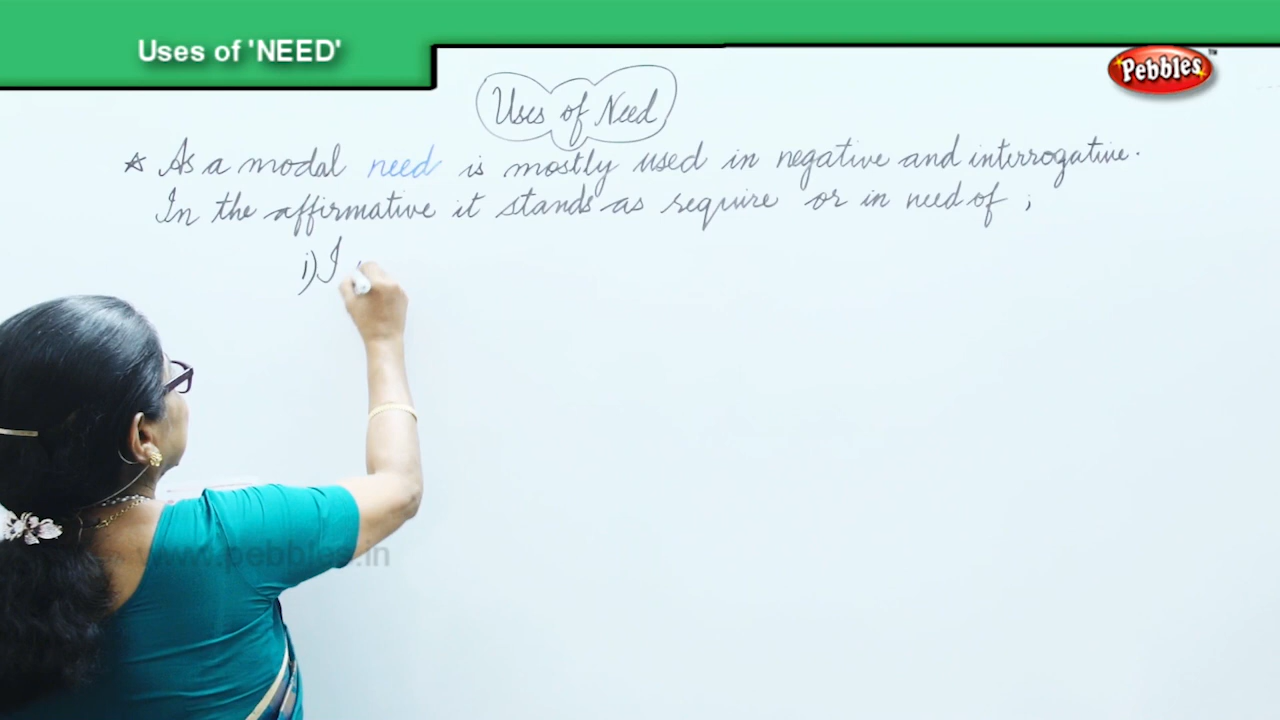 Uses of 'NEED'
Pebbles™
Uses of Need
☆ As a modal need is mostly used in negative and interrogative.
In the affirmative it stands as require or in need of ;
i) I
www.pebbles.in